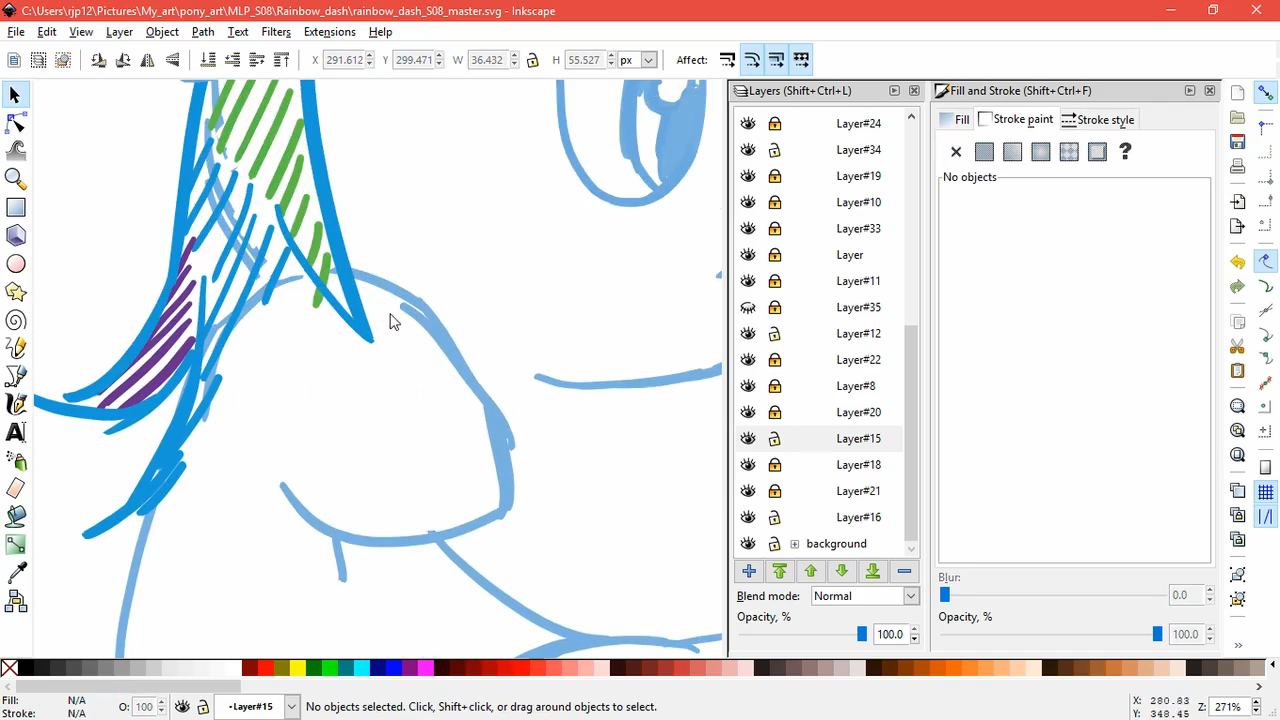 C:\Users\rjp12\Pictures\My_art\pony_art\MLP_S08\Rainbow_dash\rainbow_dash_S08_master.svg - Inkscape
File Edit View Layer Object Path Text Filters Extensions Help
X 291.612 Y 299.471 W 36.432 H 55.527 px Affect:
Layers (Shift+Ctrl+L)
Fill and Stroke (Shift+Ctrl+F)
Fill Stroke paint Stroke style
?
No objects
Layer#24
Layer#34
Layer#19
Layer#10
Layer#33
Layer
Layer#11
Layer#35
Layer#12
Layer#22
Layer#8
Layer#20
Layer#15
Layer#18
Layer#21
Layer#16
background
Blend mode: Normal
Opacity, %
100.0
Blur:
0.0
Opacity, %
100.0
Fill: N/A
Stroke: N/A
O: 100
•Layer#15
No objects selected. Click, Shift+click, or drag around objects to select.
X: 280.83
Y: 348.45
Z: 271%